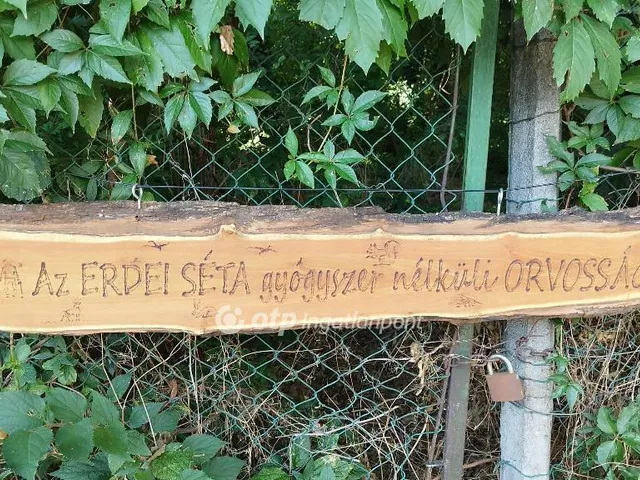 Az ERDEI SÉTA gyógyszer nélküli ORVOSSÁG
otp Ingatlanpont